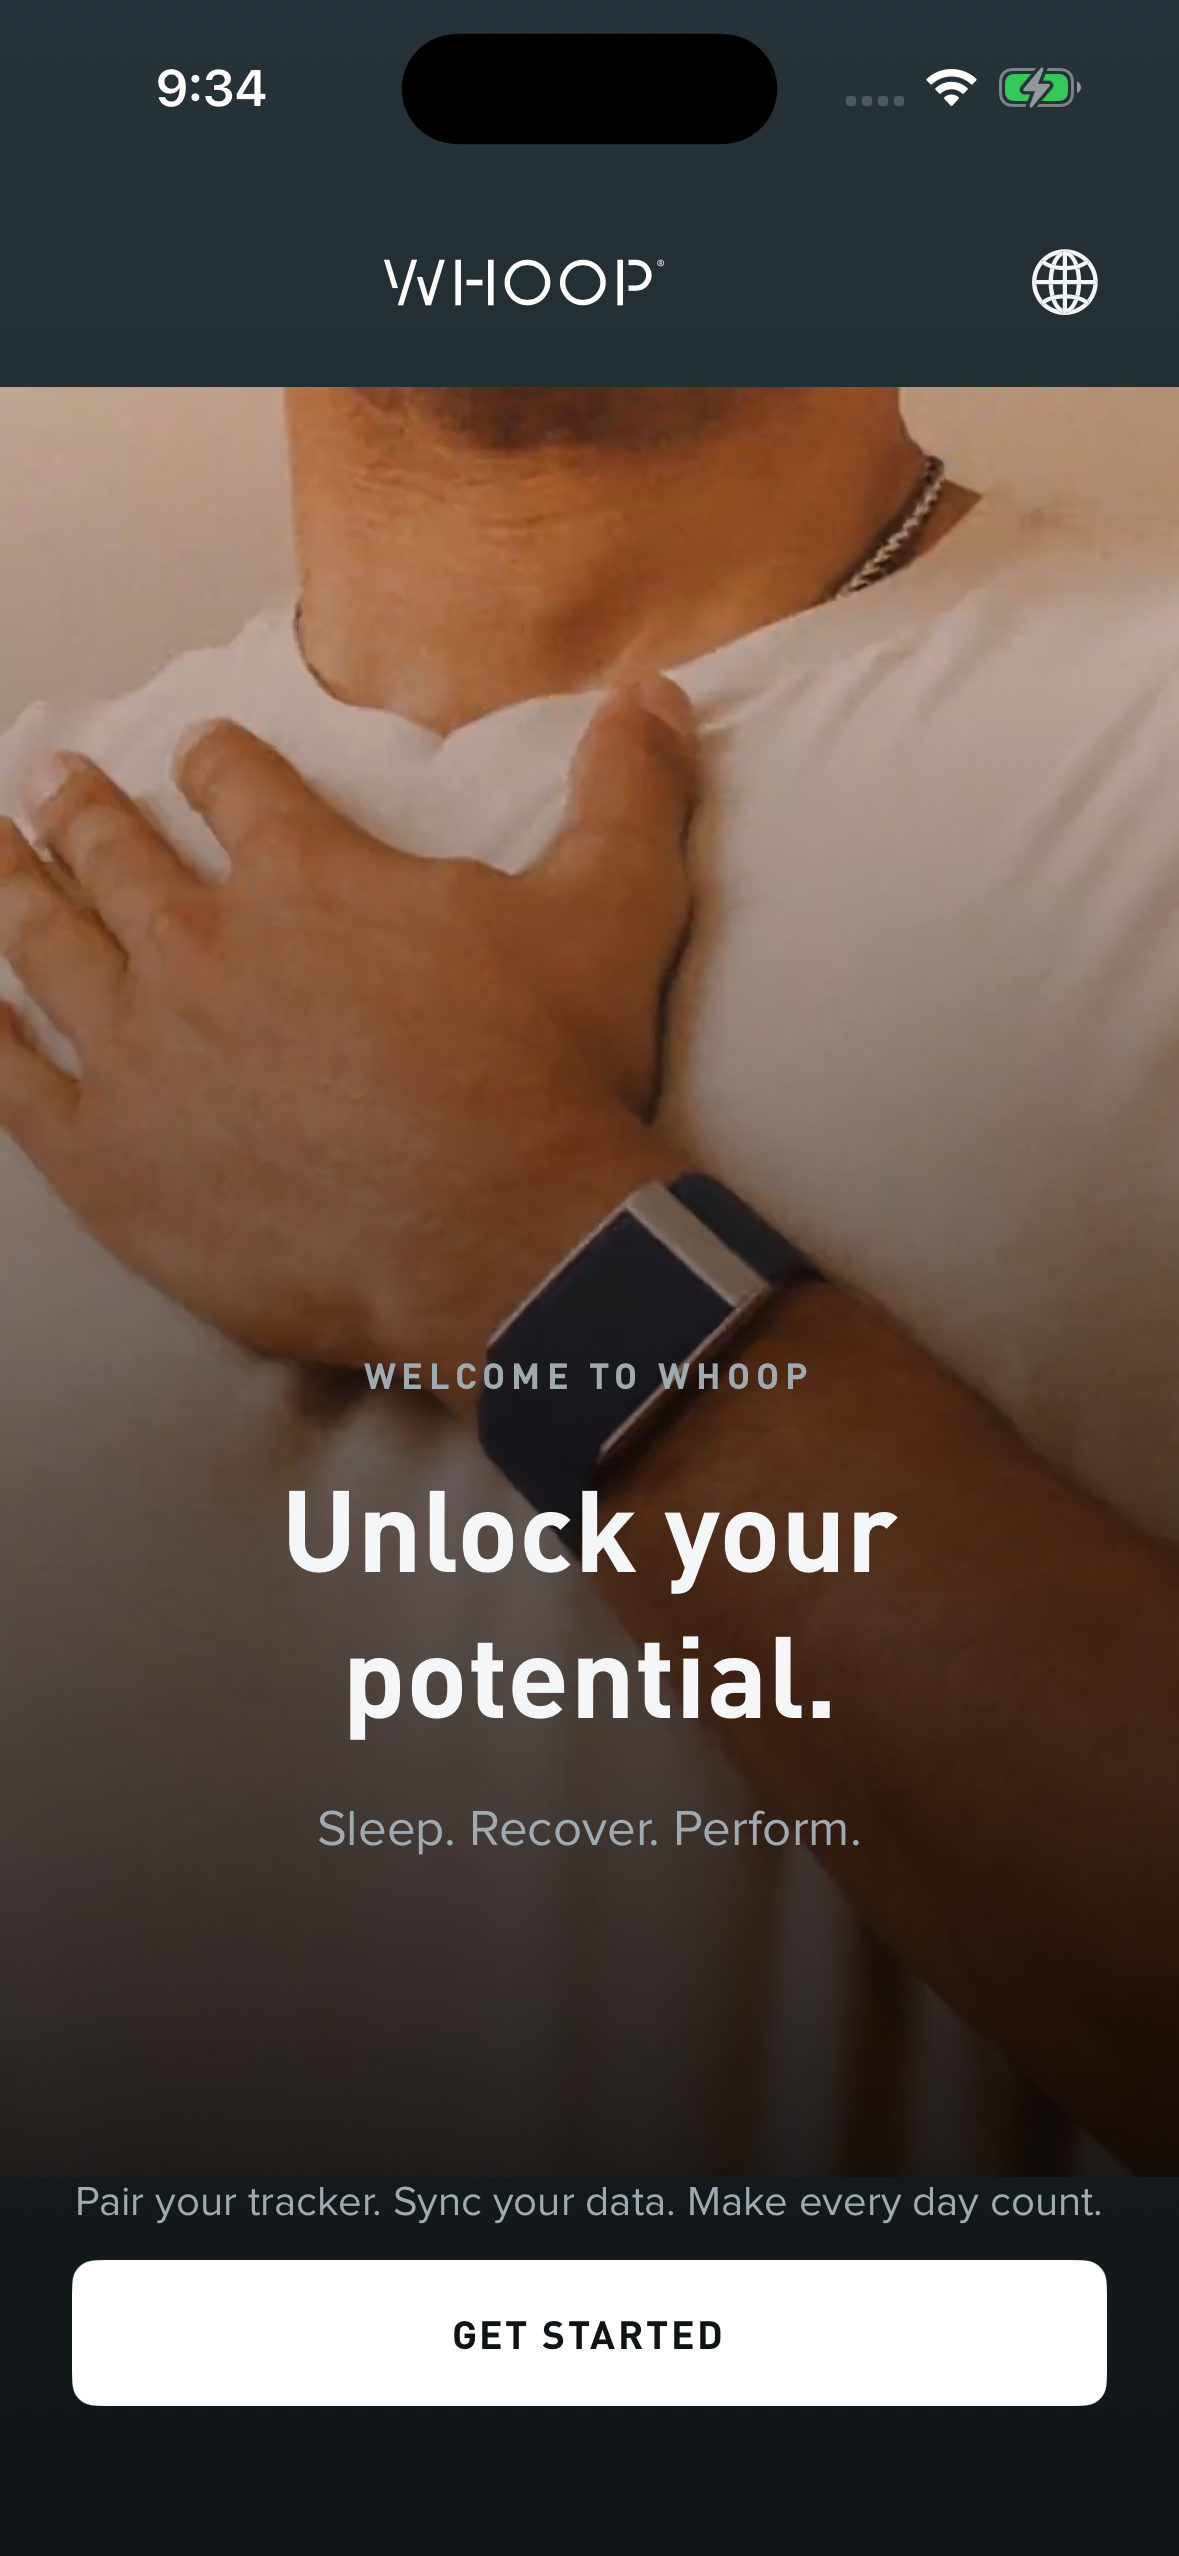 9:34
WHOOP®
WELCOME TO WHOOP
Unlock your
potential.
Sleep. Recover. Perform.
Pair your tracker. Sync your data. Make every day count.
GET STARTED